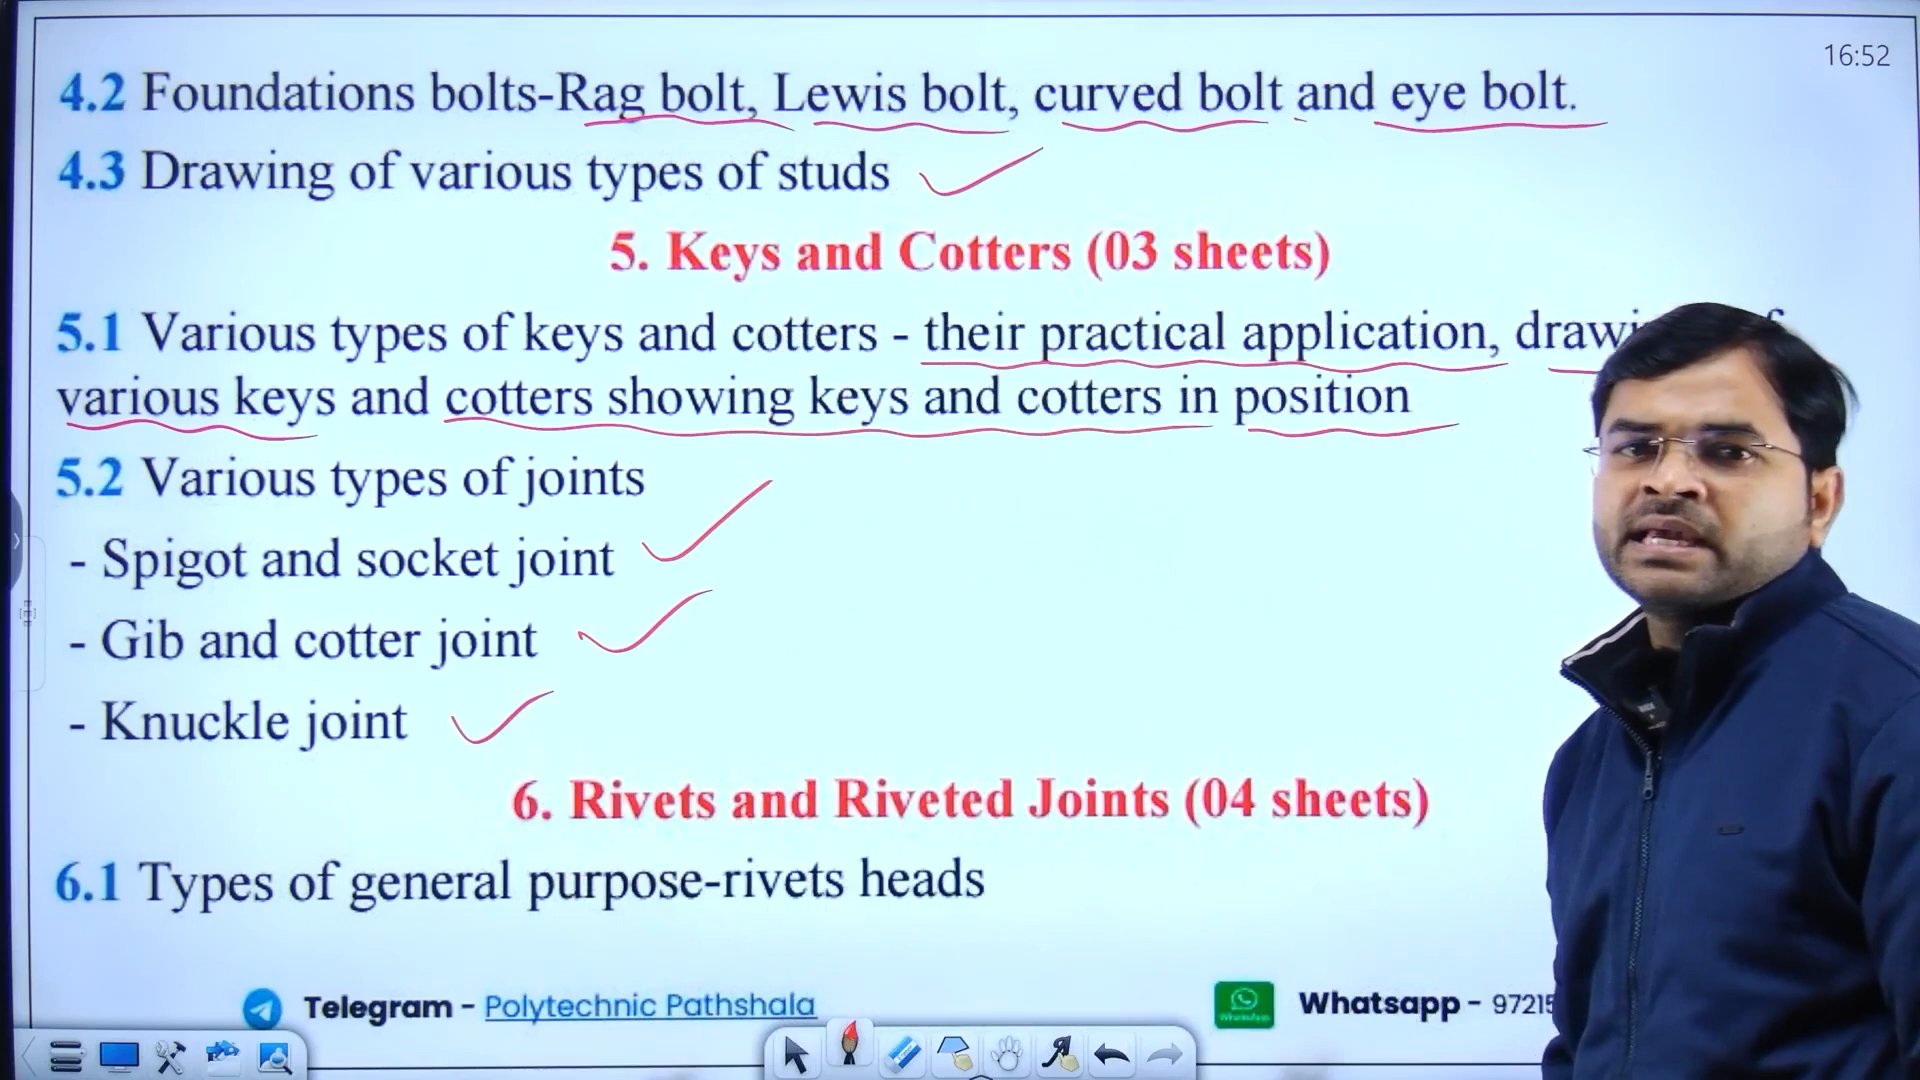 16:52
4.2 Foundations bolts-Rag bolt, Lewis bolt, curved bolt and eye bolt.
4.3 Drawing of various types of studs
5. Keys and Cotters (03 sheets)
5.1 Various types of keys and cotters - their practical application,
various keys and cotters showing keys and cotters in position
5.2 Various types of joints
- Spigot and socket joint
- Gib and cotter joint
- Knuckle joint
6. Rivets and Riveted Joints (04 sheets)
6.1 Types of general purpose-rivets heads
Telegram - Polytechnic Pathshala
Whatsapp - 97215